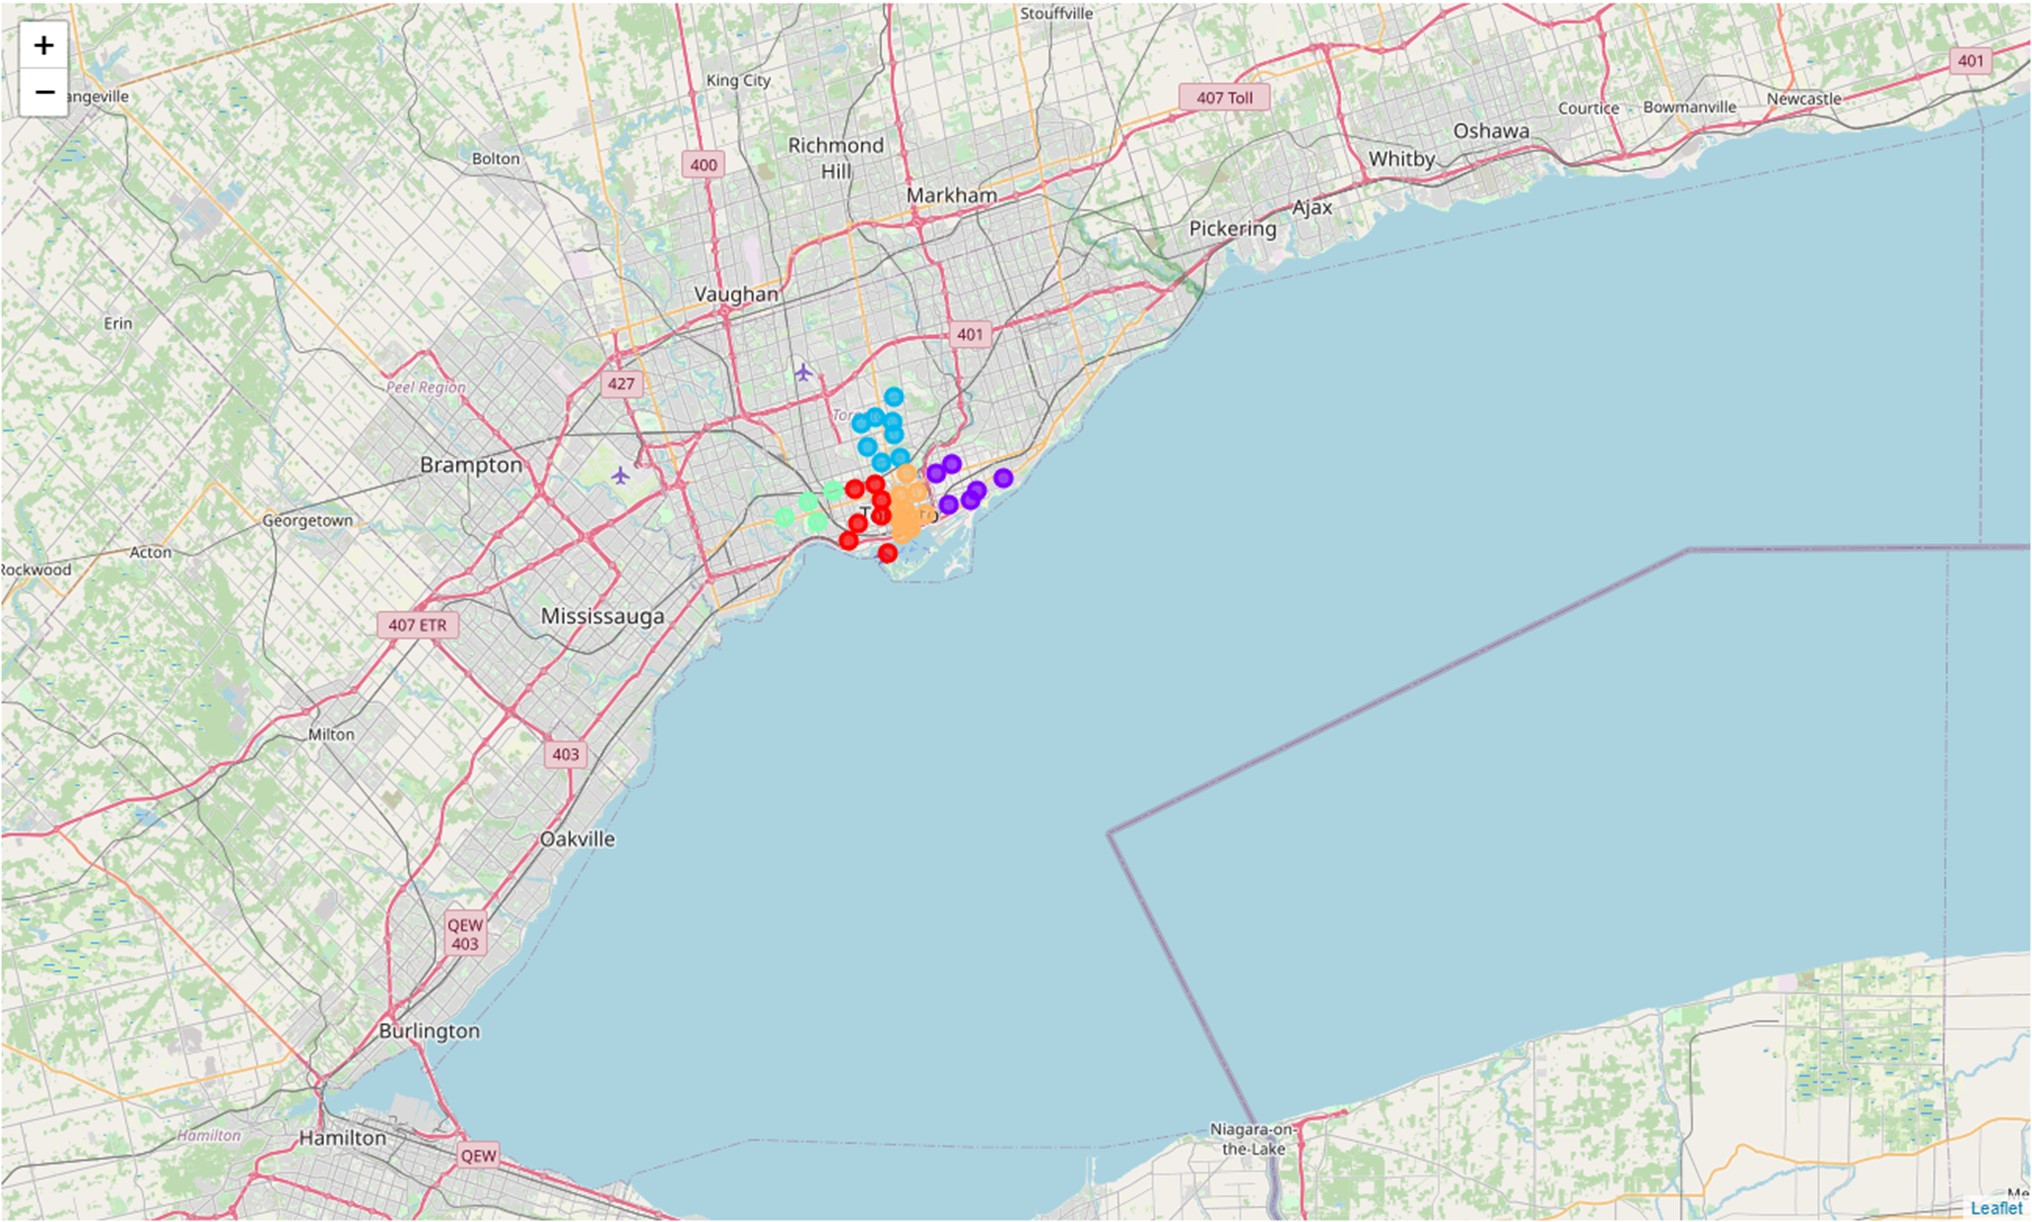 +
Stouffville
−
401
King City
407 Toll
angeville
Newcastle
Courtice
Bowmanville
Oshawa
Richmond
Hill
Bolton
400
Whitby
Markham
Ajax
Pickering
Vaughan
Erin
401
427
Peel Region
Brampton
Georgetown
Acton
Rockwood
Mississauga
407 ETR
Milton
403
Oakville
QEW
403
Burlington
Niagara-on-
the-Lake
Hamilton
Hamilton
QEW
Me
Leaflet